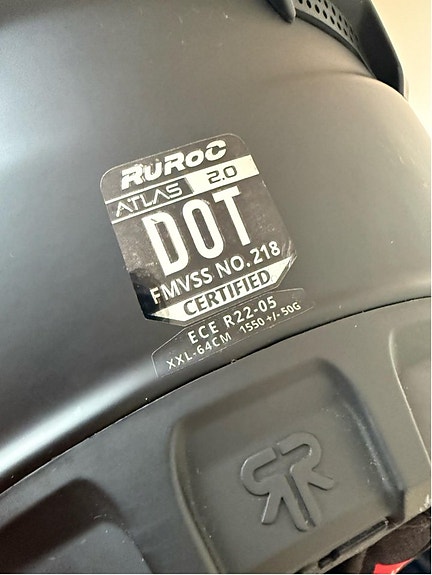 RUROC
ATLAS 2.0
DOT
FMVSS NO. 218
CERTIFIED
ECE R22-05
XXL-64CM 1550 +/-50G